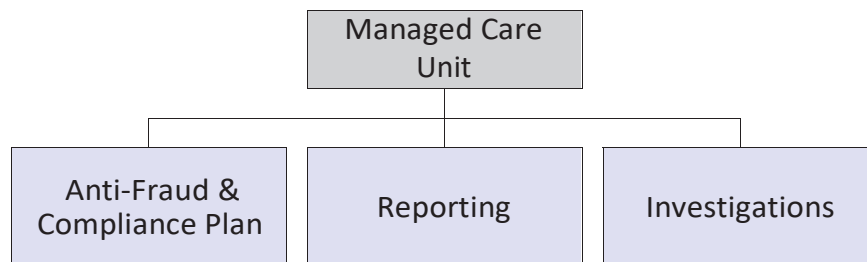 Managed Care
Unit
Anti-Fraud &
Compliance Plan
Reporting
Investigations